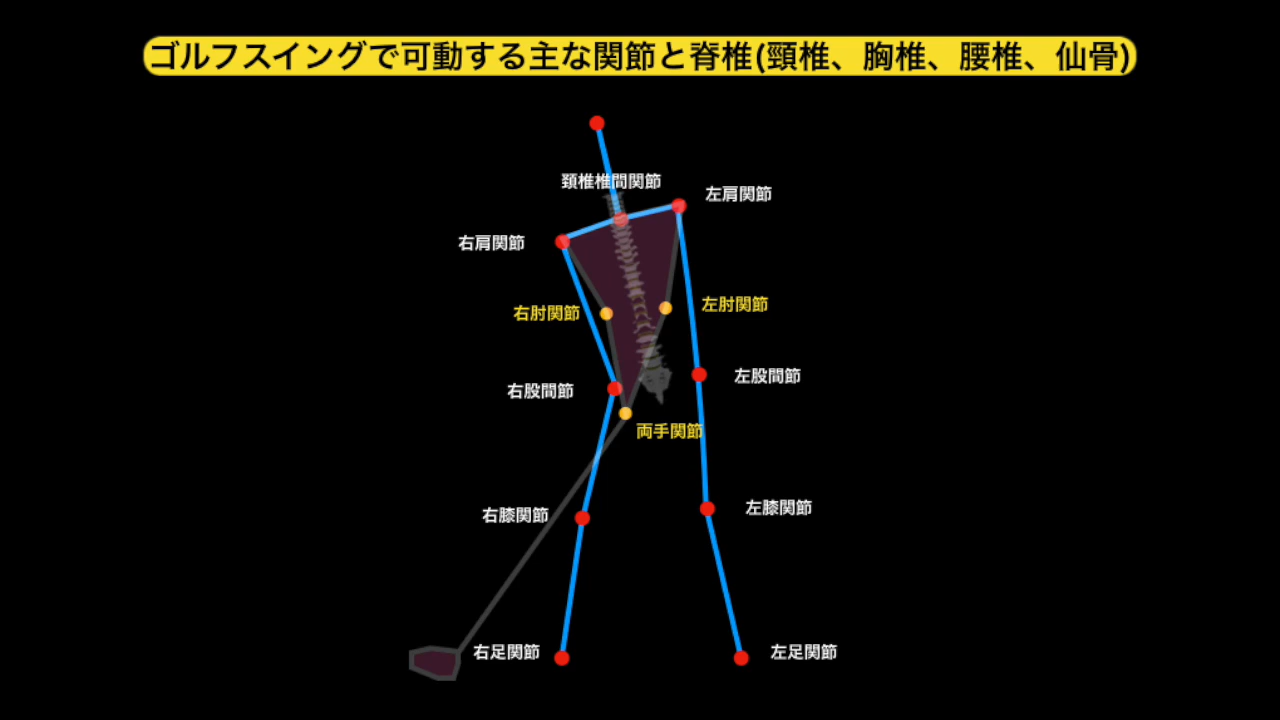 ゴルフスイングで可動する主な関節と脊椎(頸椎、胸椎、腰椎、仙骨)
頚椎椎間関節
左肩関節
右肩関節
左肘関節
右肘関節
左股間節
右股間節
両手関節
左膝関節
右膝関節
右足関節
左足関節